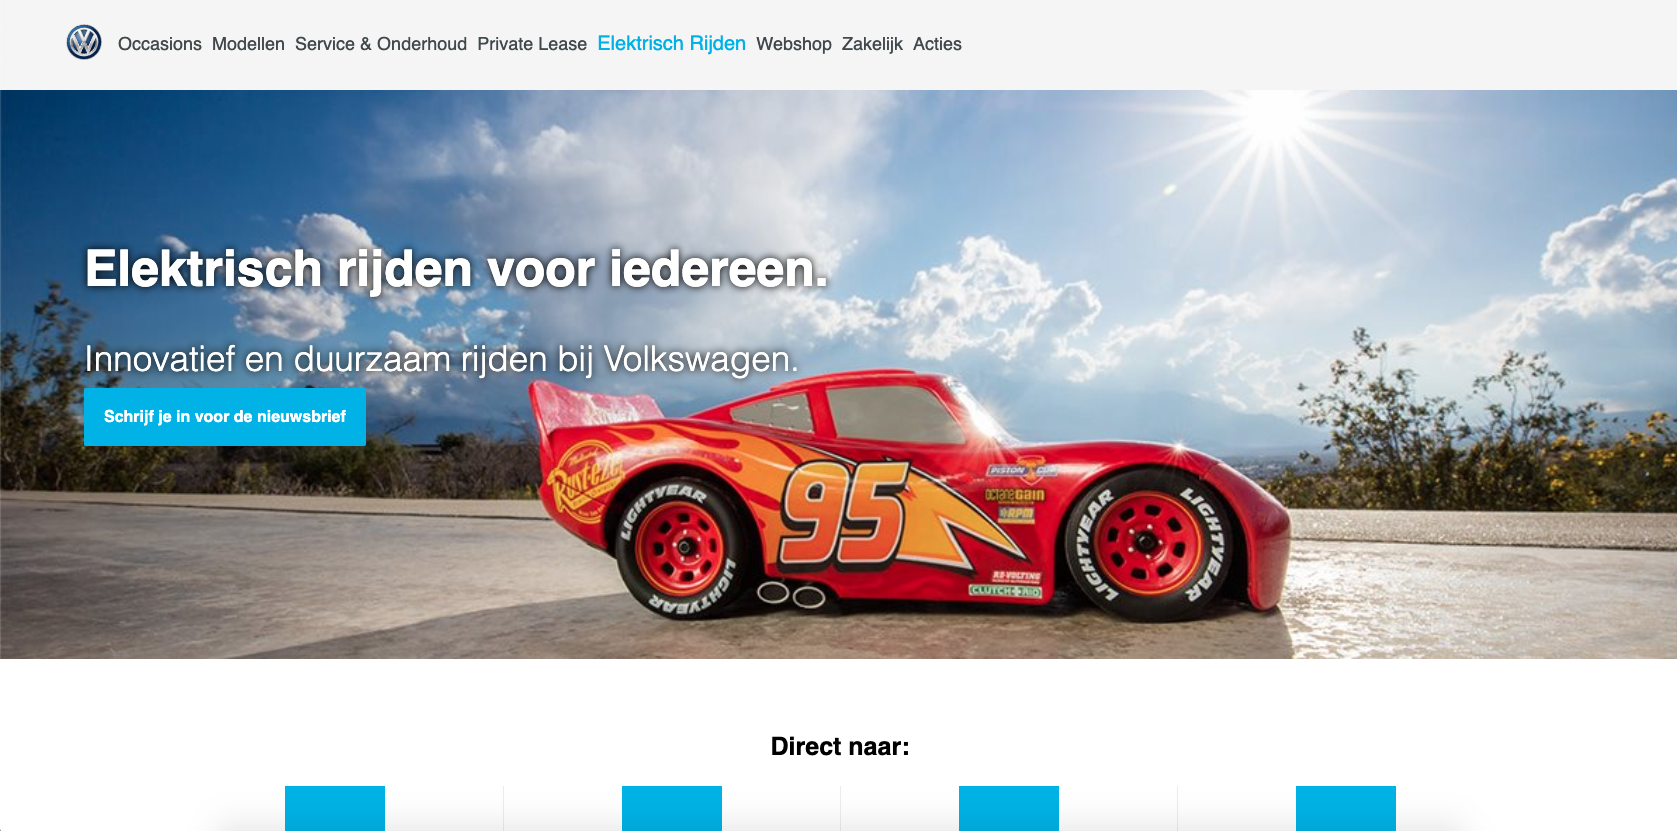 Occasions Modellen Service & Onderhoud Private Lease Elektrisch Rijden Webshop Zakelijk Acties
Elektrisch rijden voor iedereen.
Innovatief en duurzaam rijden bij Volkswagen.
Schrijf je in voor de nieuwsbrief
Rust-eze
LIGHTYEAR
LIGHTYEAR
LIGHTYEAR
95
PISTON CUP
OCTANE GAIN
RPM
RE-VOLTING
CLUTCH AID
LIGHTYEAR
LIGHTYEAR
LIGHTYEAR
Direct naar: